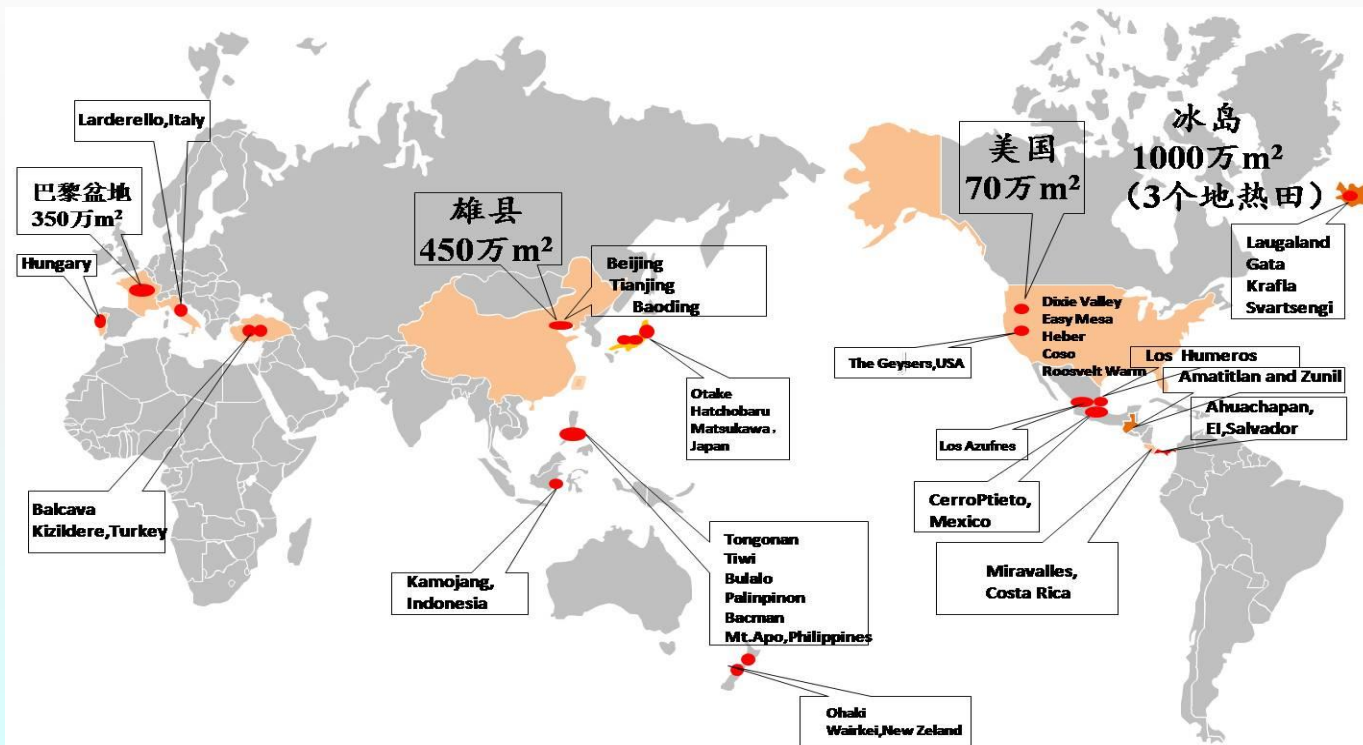 Larderello,Italy
巴黎盆地
350万m²
Hungary
雄县
450万m²
Beijing
Tianjing
Baoding
美国
70万m²
冰岛
1000万m²
(3个地热田)
Laugaland
Gata
Krafla
Svartsengi
Dixie Valley
Easy Mesa
Heber
Coso
Roosvelt Warm
The Geysers,USA
Los Humeros
Amatitlan and Zunil
Ahuachapan,
El,Salvador
Los Azufres
CerroPtieto,
Mexico
Miravalles,
Costa Rica
Otake
Hatchobaru
Matsukawa,
Japan
Balcava
Kizildere,Turkey
Kamojang,
Indonesia
Tongonan
Tiwi
Bulalo
Palinpinon
Bacman
Mt.Apo,Philippines
Ohaki
Wairkei,New Zeland